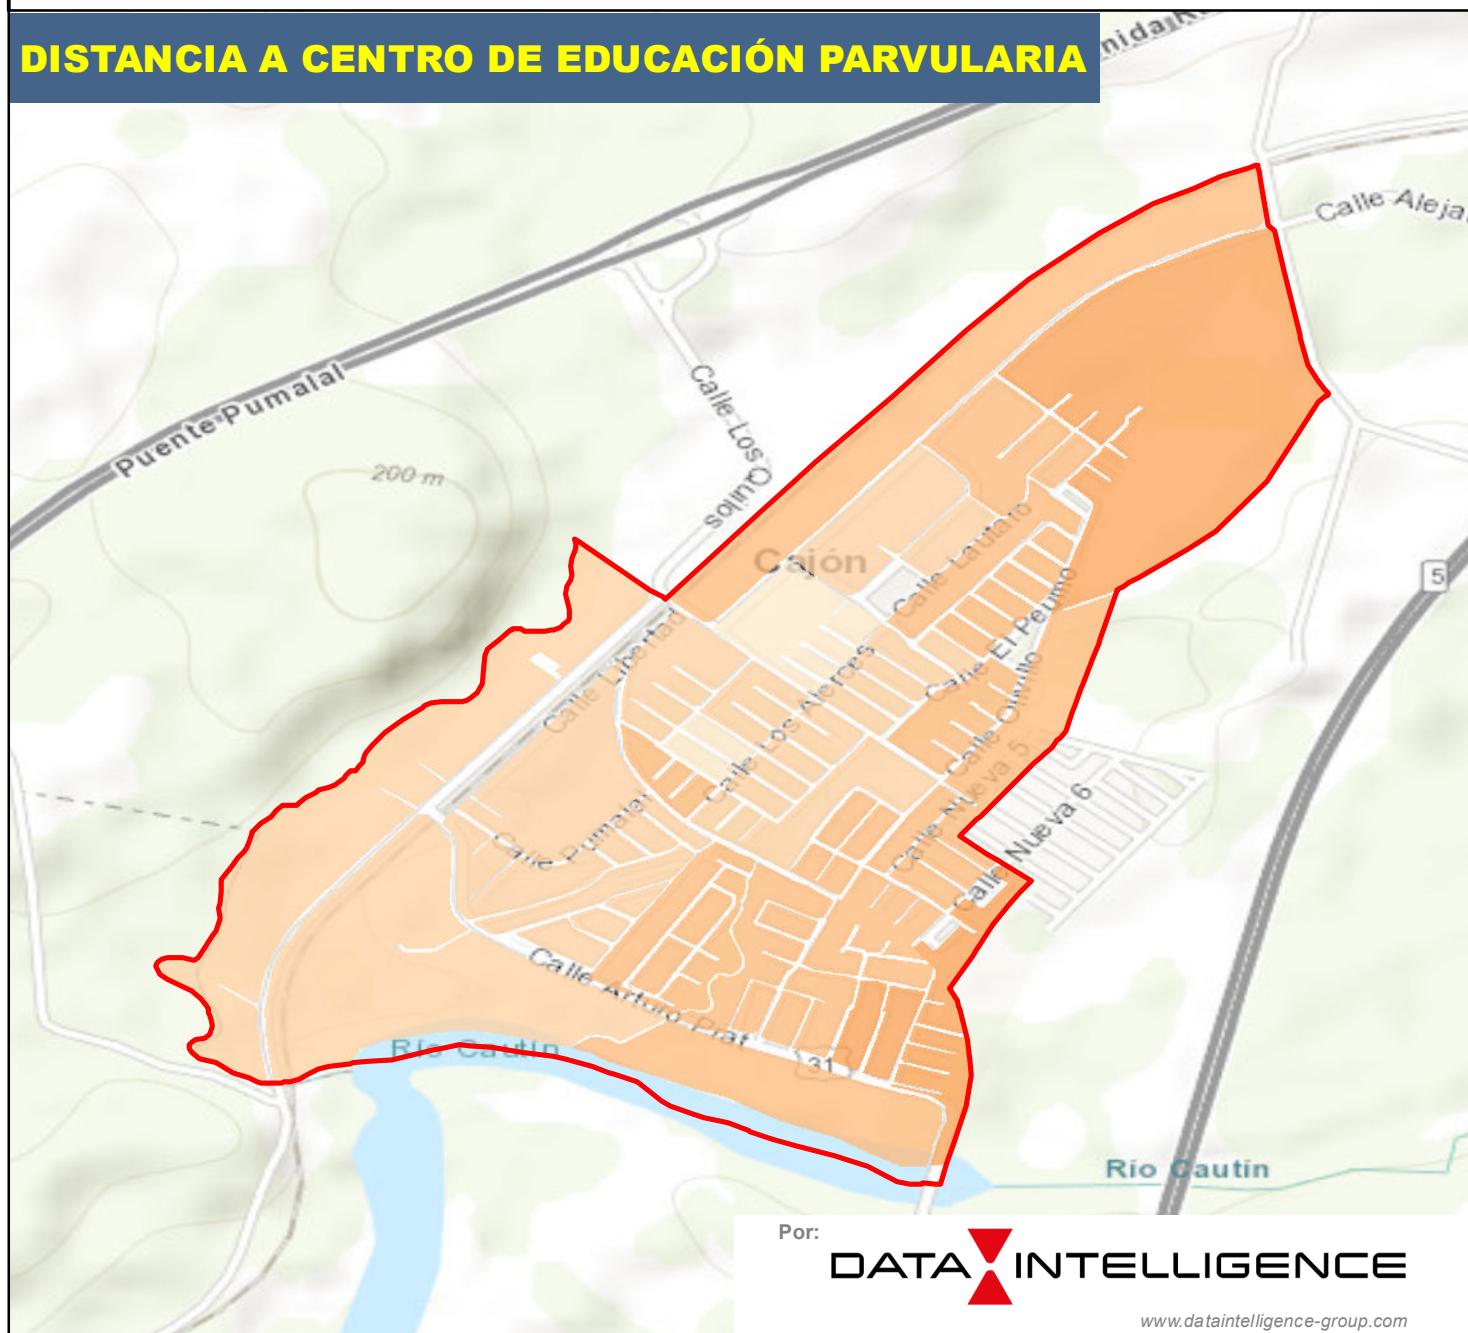 DISTANCIA A CENTRO DE EDUCACIÓN PARVULARIA
Calle Aleja
Puente Pumalal
Calle Los Quilos
200 m
Cajón
Calle Lautaro
5
Calle El Peumo
Calle Libertad
Calle Los Alerces
Calle Olivillo
Calle Nueva 5
Calle Nueva 6
Calle Pumalal
Calle Arturo Prat
31
Río Cautín
Río Cautín
Por:
DATA INTELLIGENCE
www.dataintelligence-group.com